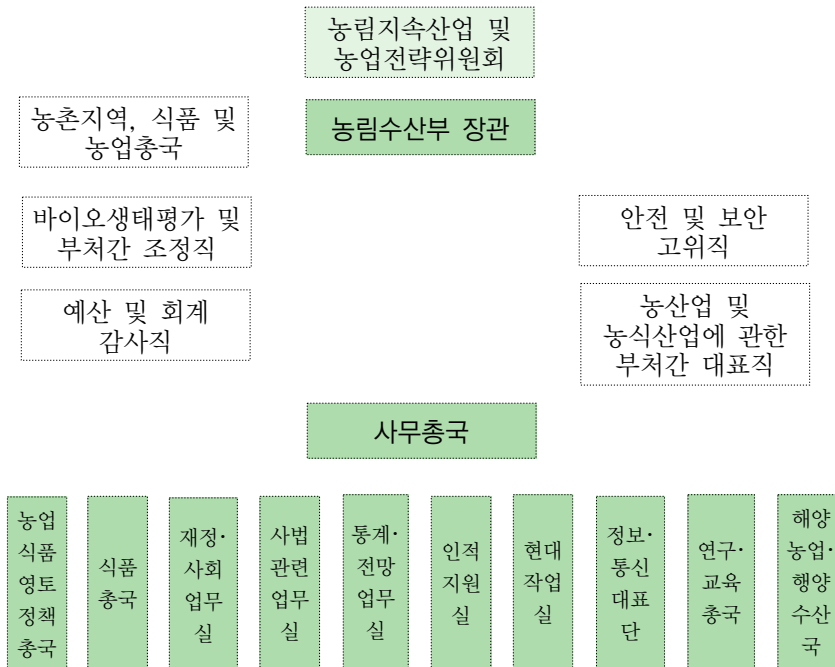 농림지속산업 및
농업전략위원회
농촌지역, 식품 및
농업총국
농림수산부 장관
바이오생태평가 및
부처간 조정직
안전 및 보안
고위직
예산 및 회계
감사직
농산업 및
농식산업에 관한
부처간 대표직
사무총국
농업
식품
영토
정책
총국
식품
총국
재정·
사회
업무
실
사법
관련
업무
실
통계·
전망
업무
실
인적
지원
실
현대
작업
실
정보·
통신
대표
단
연구·
교육
총국
해양
농업·
행양
수산
국